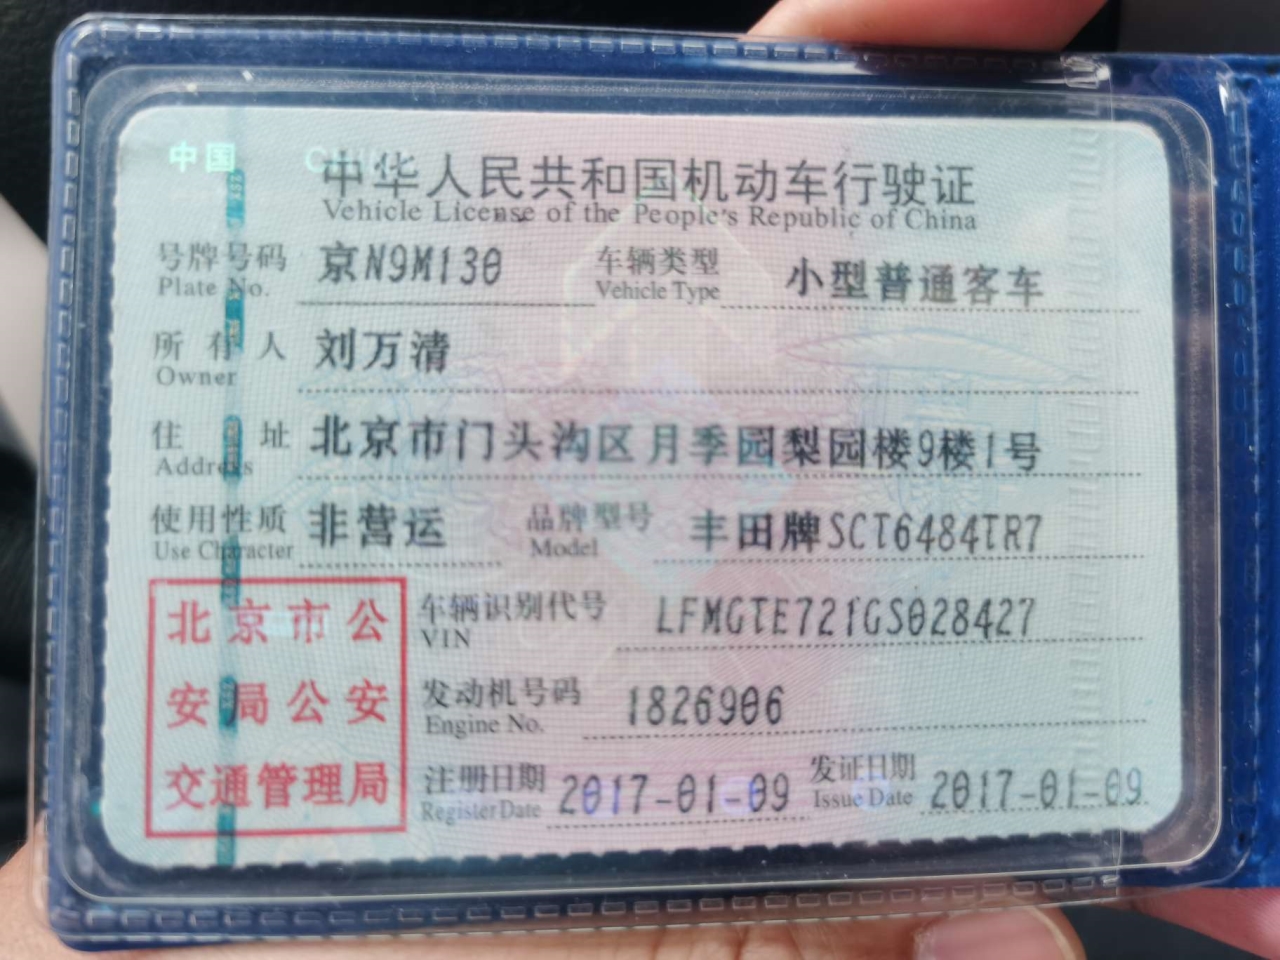 中国 CHINA
中华人民共和国机动车行驶证
Vehicle License of the People's Republic of China
号牌号码 京N9M130 车辆类型 小型普通客车
Plate No. Vehicle Type
所有人 刘万清
Owner
住址 北京市门头沟区月季园梨园楼9楼1号
Address
使用性质 非营运 品牌型号 丰田牌SCT6484TR7
Use Character Model
北京市公
安局公安
交通管理局
车辆识别代号 LFMGTE721GS028427
VIN
发动机号码 1826906
Engine No.
注册日期 2017-01-09 发证日期 2017-01-09
Register Date Issue Date